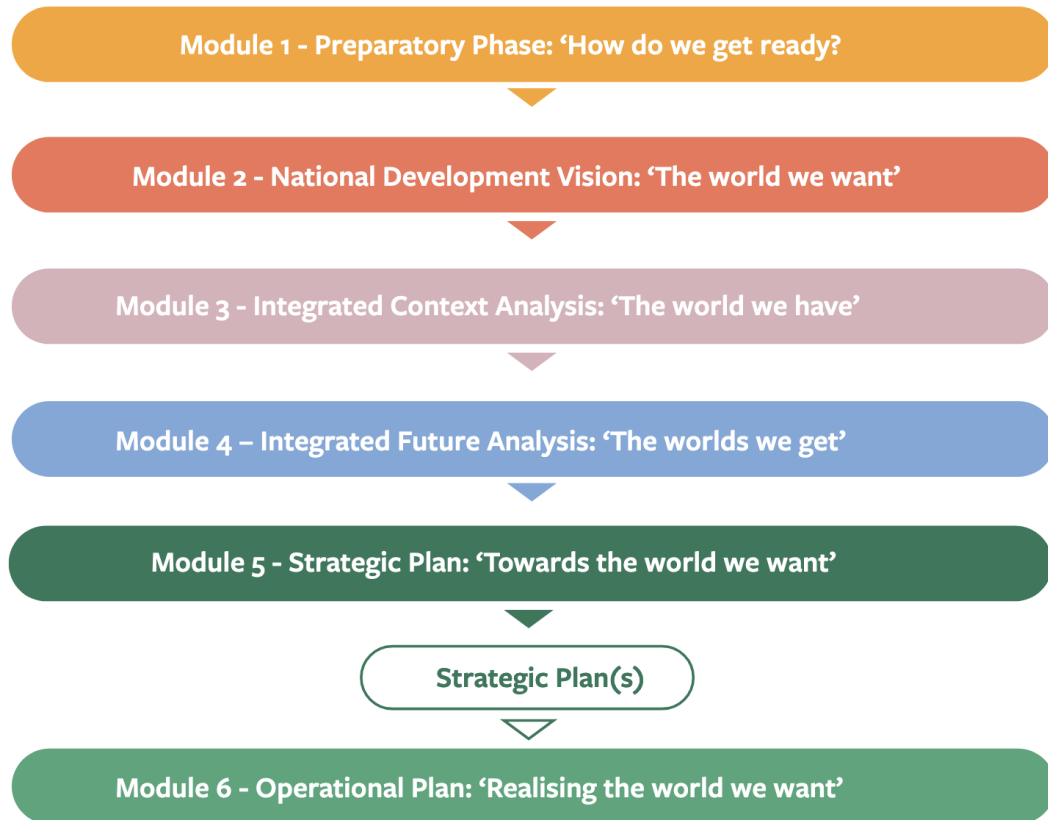 Module 1 - Preparatory Phase: ‘How do we get ready?
Module 2 - National Development Vision: ‘The world we want’
Module 3 - Integrated Context Analysis: ‘The world we have’
Module 4 – Integrated Future Analysis: ‘The worlds we get’
Module 5 - Strategic Plan: ‘Towards the world we want’
Strategic Plan(s)
Module 6 - Operational Plan: ‘Realising the world we want’